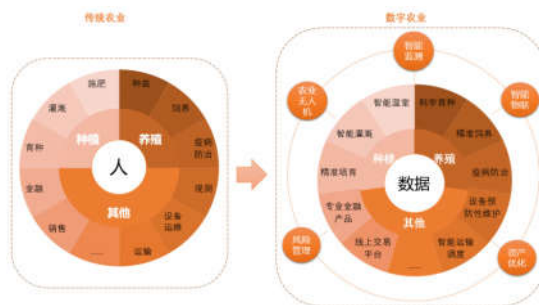 传统农业
施肥
种苗
灌溉
饲养
种植
养殖
育种
疫病
防治
人
金融
其他
销售
设备
运维
……
运输
数字农业
智能
监测
农业
无人
机
智能
物联
智能温室
科学育种
智能灌溉
精准饲养
种植
养殖
精准培育
疫病防治
数据
专业金融
产品
其他
设备预
防性维护
线上交易
平台
智能运输
调度
……
风险
管理
资产
优化